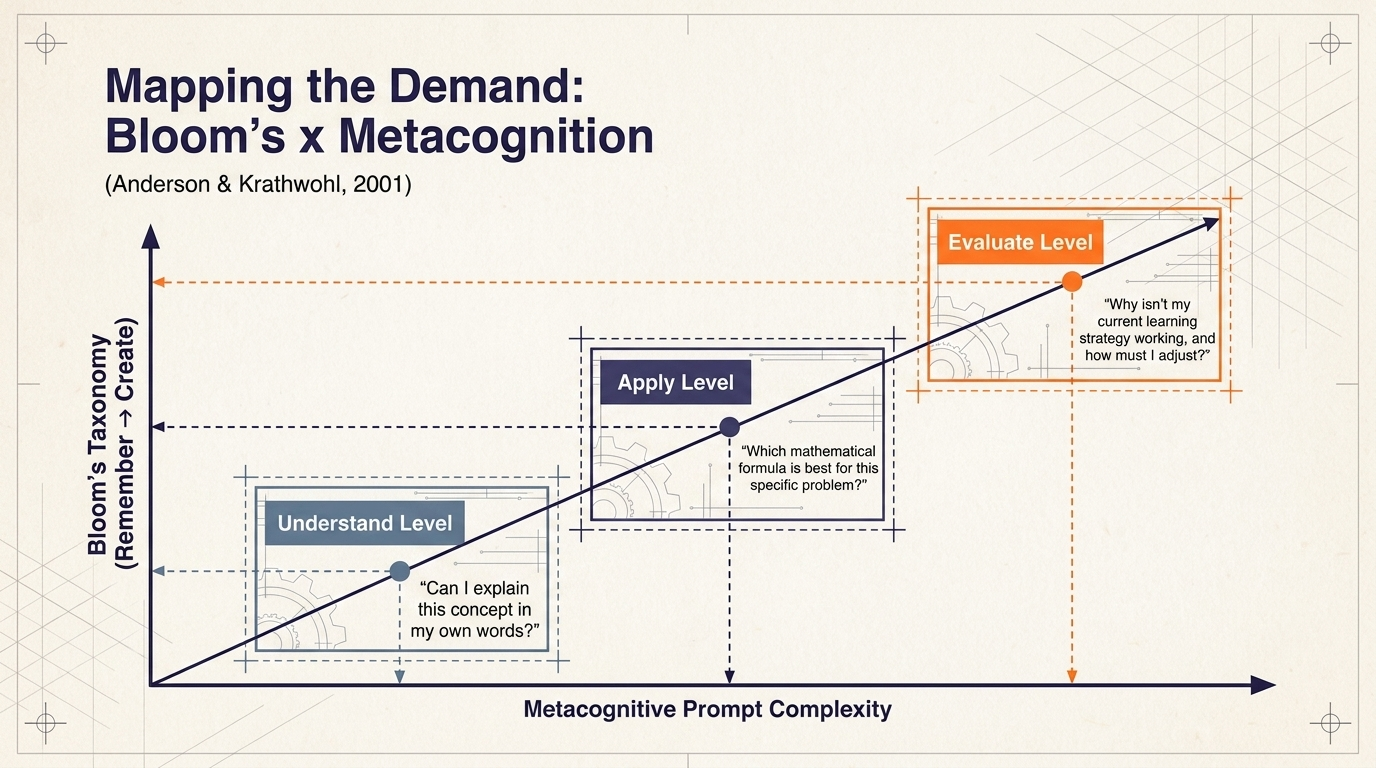 Mapping the Demand:
Bloom’s x Metacognition
(Anderson & Krathwohl, 2001)
Bloom’s Taxonomy
(Remember → Create)
Evaluate Level
“Why isn’t my
current learning
strategy working, and
how must I adjust?”
Apply Level
“Which mathematical
formula is best for this
specific problem?”
Understand Level
“Can I explain
this concept in
my own words?”
Metacognitive Prompt Complexity